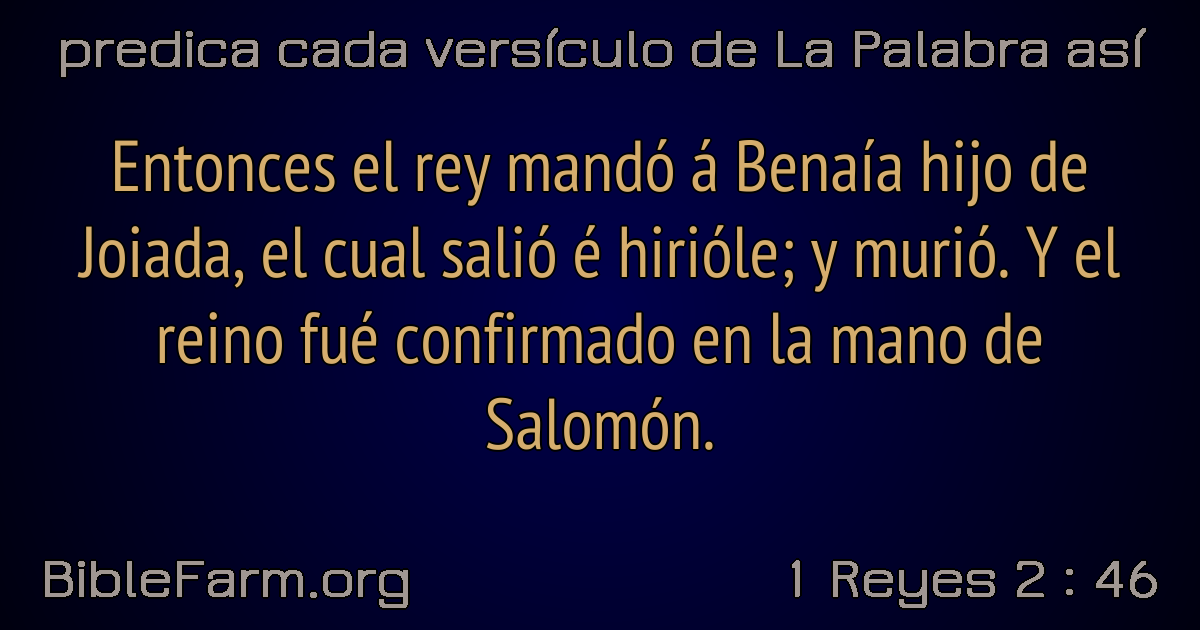 predica cada versículo de La Palabra así
Entonces el rey mandó á Benaía hijo de
Joiada, el cual salió é hirióle; y murió. Y el
reino fué confirmado en la mano de
Salomón.
BibleFarm.org
1 Reyes 2 : 46